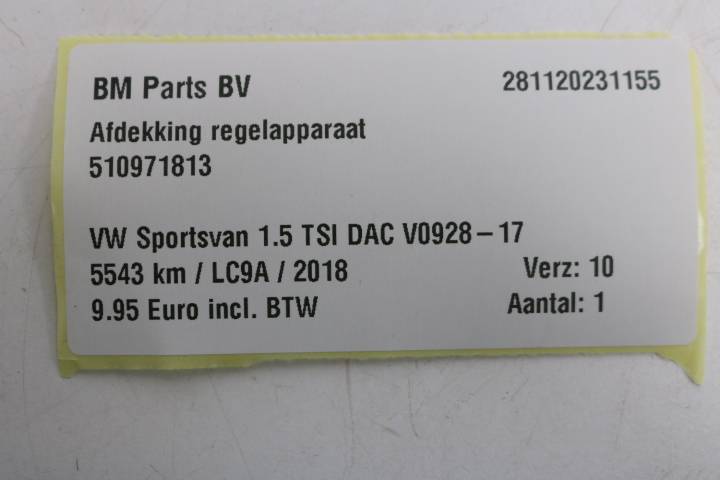 BM Parts BV 281120231155
Afdekking regelapparaat
510971813
VW Sportsvan 1.5 TSI DAC V0928-17
5543 km / LC9A / 2018 Verz: 10
9.95 Euro incl. BTW Aantal: 1